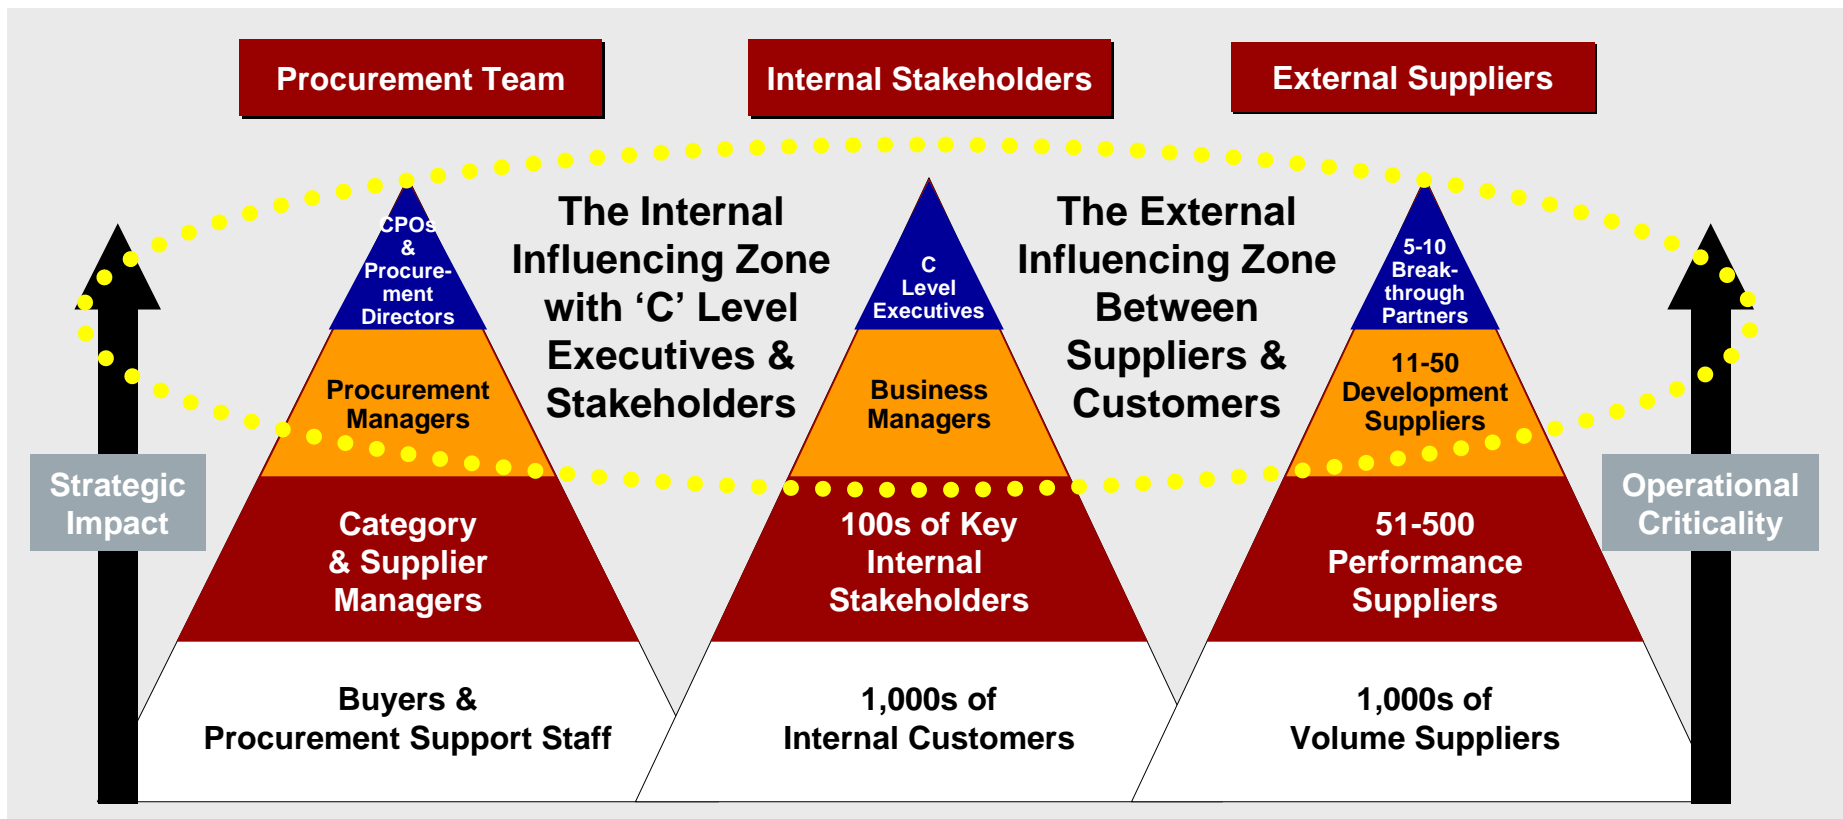 Procurement Team
Internal Stakeholders
External Suppliers
CPOs
&
Procure-
ment
Directors
Procurement
Managers
Category
& Supplier
Managers
Buyers &
Procurement Support Staff
The Internal
Influencing Zone
with ‘C’ Level
Executives &
Stakeholders
C
Level
Executives
Business
Managers
100s of Key
Internal
Stakeholders
1,000s of
Internal Customers
The External
Influencing Zone
Between
Suppliers &
Customers
5-10
Break-
through
Partners
11-50
Development
Suppliers
51-500
Performance
Suppliers
1,000s of
Volume Suppliers
Strategic
Impact
Operational
Criticality